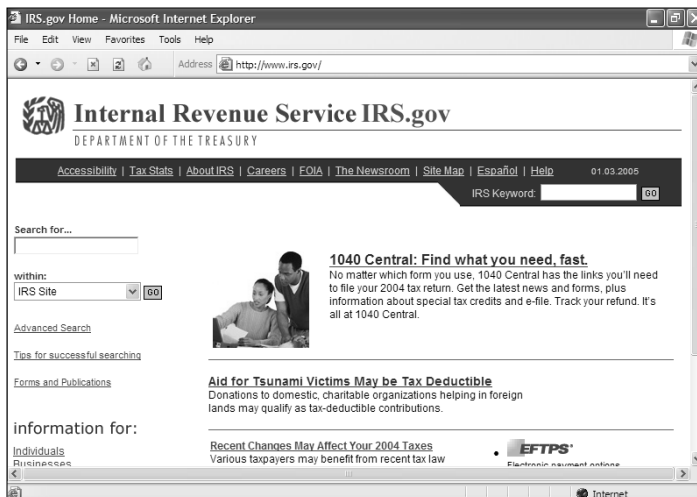 IRS.gov Home - Microsoft Internet Explorer
File Edit View Favorites Tools Help
Address http://www.irs.gov/
Internal Revenue Service IRS.gov
DEPARTMENT OF THE TREASURY
Accessibility | Tax Stats | About IRS | Careers | FOIA | The Newsroom | Site Map | Español | Help 01.03.2005
IRS Keyword: GO
Search for...
within:
IRS Site GO
Advanced Search
Tips for successful searching
Forms and Publications
information for:
Individuals
Businesses
1040 Central: Find what you need, fast.
No matter which form you use, 1040 Central has the links you'll need
to file your 2004 tax return. Get the latest news and forms, plus
information about special tax credits and e-file. Track your refund. It's
all at 1040 Central.
Aid for Tsunami Victims May be Tax Deductible
Donations to domestic, charitable organizations helping in foreign
lands may qualify as tax-deductible contributions.
Recent Changes May Affect Your 2004 Taxes
Various taxpayers may benefit from recent tax law
EFTPS
Electronic payment options
Internet